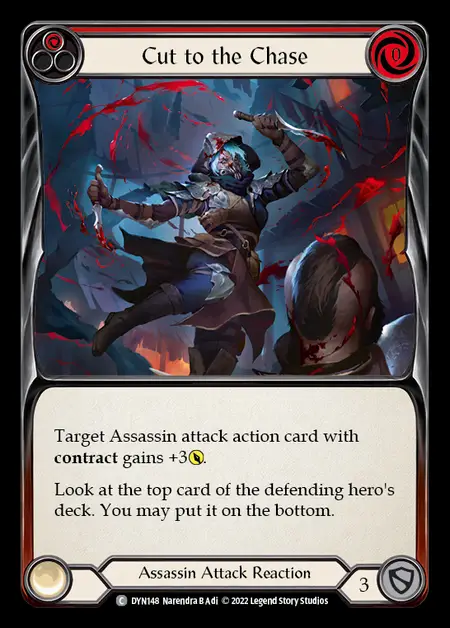 0
Cut to the Chase
Target Assassin attack action card with
contract gains +3.
Look at the top card of the defending hero's
deck. You may put it on the bottom.
Assassin Attack Reaction
3
C DYN148 Narendra B Adi © 2022 Legend Story Studios